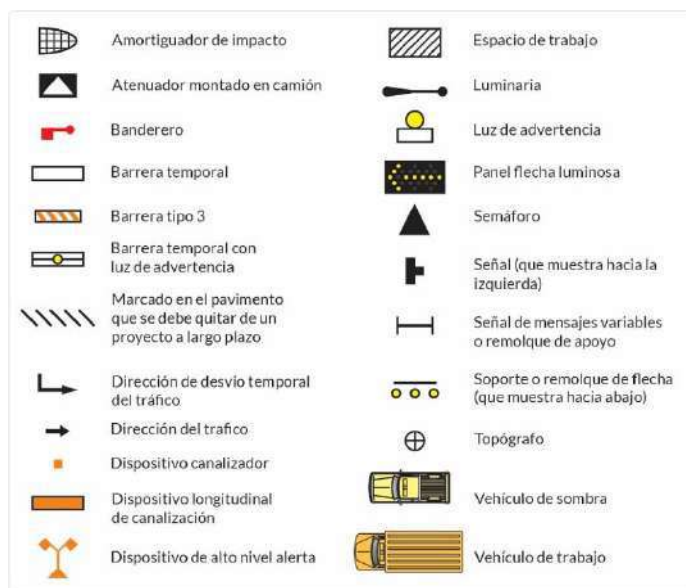 Amortiguador de impacto
Atenuador montado en camión
Banderero
Barrera temporal
Barrera tipo 3
Barrera temporal con
luz de advertencia
Marcado en el pavimento
que se debe quitar de un
proyecto a largo plazo
Dirección de desvío temporal
del tráfico
Dirección del trafico
Dispositivo canalizador
Dispositivo longitudinal
de canalización
Dispositivo de alto nivel alerta
Espacio de trabajo
Luminaria
Luz de advertencia
Panel flecha luminosa
Semáforo
Señal (que muestra hacia la
izquierda)
Señal de mensajes variables
o remolque de apoyo
Soporte o remolque de flecha
(que muestra hacia abajo)
Topógrafo
Vehículo de sombra
Vehículo de trabajo